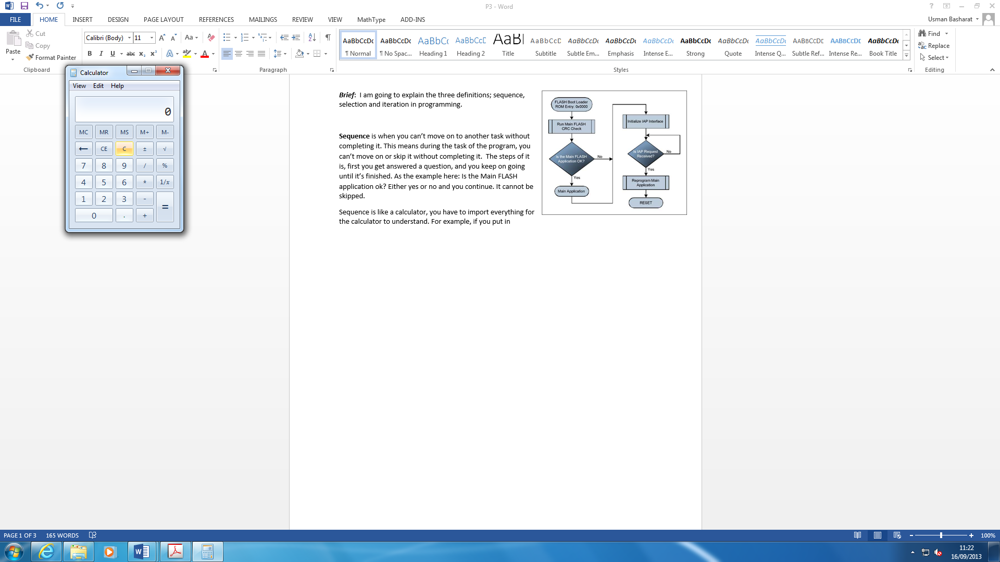 P3 - Word
FILE HOME INSERT DESIGN PAGE LAYOUT REFERENCES MAILINGS REVIEW VIEW MathType ADD-INS
Usman Basharat
Paste
Cut
Copy
Format Painter
Clipboard
Calibri (Body) 11
Aa
B I U abc x₂ x² A aby A
Paragraph
AaBbCcDc AaBbCcDc AaBbCc AaBbCcD AaBl AaBbCcD AaBbCcDc AaBbCcDc AaBbCcDc AaBbCcDc AaBbCcDc AaBbCcDc AABBCCDE AABBCCDE AaBbCcDc
¶ Normal ¶ No Spac... Heading 1 Heading 2 Title Subtitle Subtle Em... Emphasis Intense E... Strong Quote Intense Q... Subtle Ref... Intense Re... Book Title
Styles
Find
Replace
Select
Editing
Calculator
View Edit Help
0
MC MR MS M+ M-
← CE C ± √
7 8 9 / %
4 5 6 * 1/x
1 2 3 - =
0 . +
Brief: I am going to explain the three definitions; sequence,
selection and iteration in programming.
Sequence is when you can’t move on to another task without
completing it. This means during the task of the program, you
can’t move on or skip it without completing it. The steps of it
is, first you get answered a question, and you keep on going
until it’s finished. As the example here: Is the Main FLASH
application ok? Either yes or no and you continue. It cannot be
skipped.
Sequence is like a calculator, you have to import everything for
the calculator to understand. For example, if you put in
FLASH Boot Loader
ROM Entry: 0x0000
Run Main FLASH
CRC Check
Is the Main FLASH
Application OK?
No
Yes
Main Application
Initialize IAP Interface
Is IAP Request
Received?
No
Yes
Reprogram Main
Application
RESET
PAGE 1 OF 3 165 WORDS
100%
11:22
16/09/2013